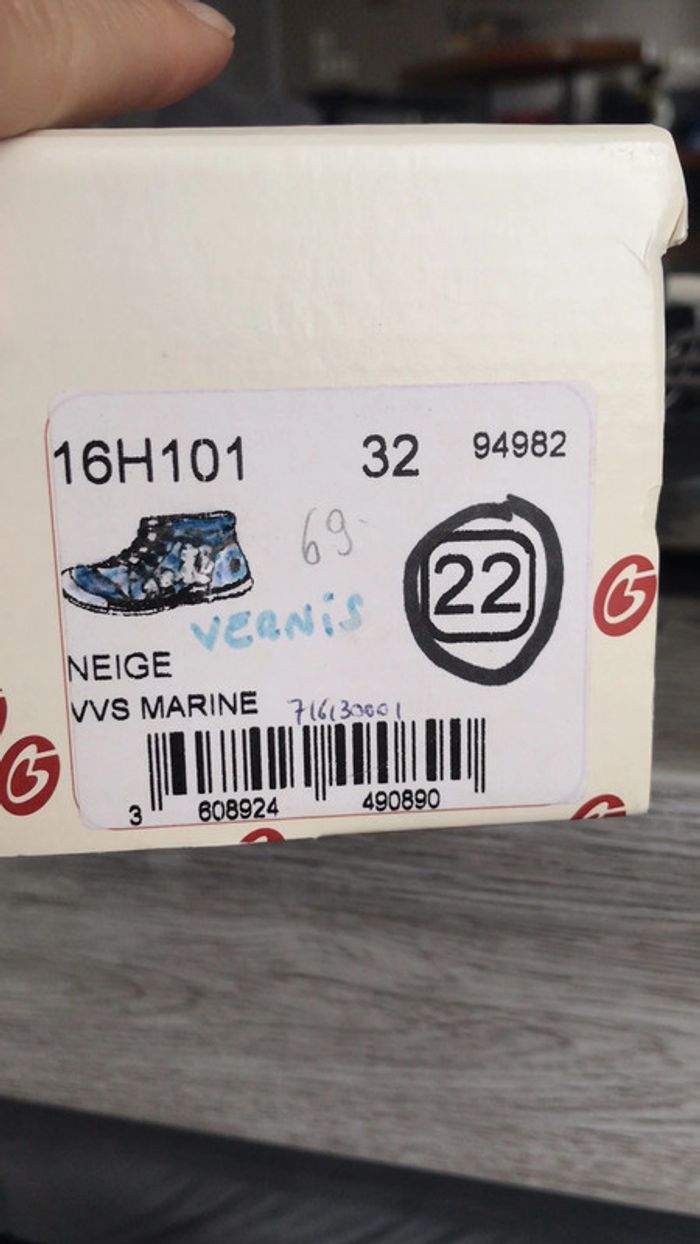 16H101 32 94982
69
22
VERNiS
NEIGE
VVS MARINE 716130001
3 608924 490890